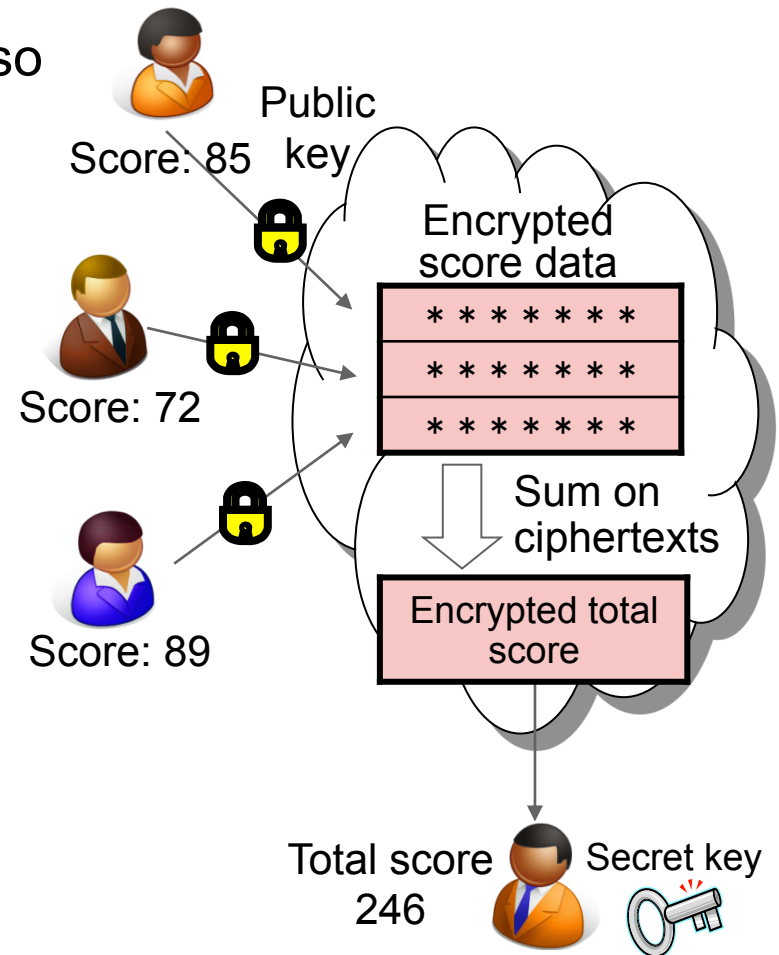 so
Public
key
Score: 85
Encrypted
score data
* * * * * * *
* * * * * * *
* * * * * * *
Score: 72
Sum on
ciphertexts
Encrypted total
score
Score: 89
Total score
246
Secret key